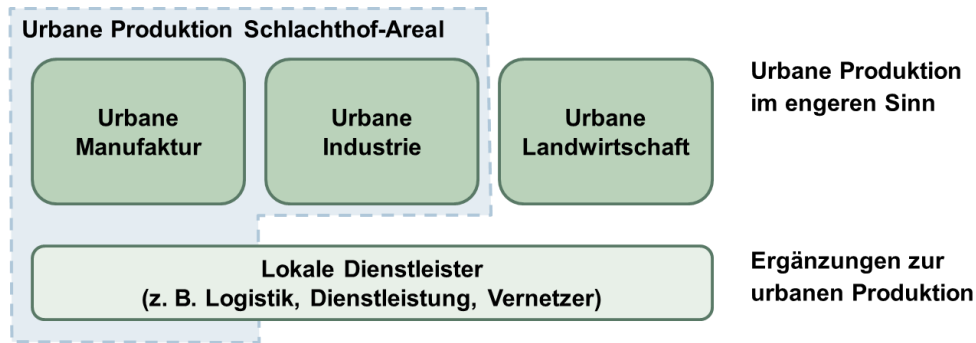 Urbane Produktion Schlachthof-Areal
Urbane
Manufaktur
Urbane
Industrie
Urbane
Landwirtschaft
Urbane Produktion
im engeren Sinn
Lokale Dienstleister
(z. B. Logistik, Dienstleistung, Vernetzer)
Ergänzungen zur
urbanen Produktion